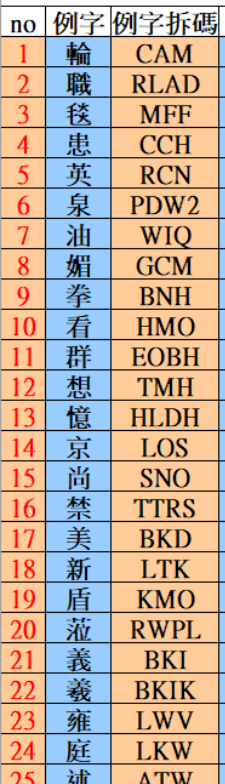 no 例字 例字拆碼
1 輪 CAM
2 職 RLAD
3 毯 MFF
4 患 CCH
5 英 RCN
6 泉 PDW2
7 油 WIQ
8 媚 GCM
9 拳 BNH
10 看 HMO
11 群 EOBH
12 想 TMH
13 憶 HLDH
14 京 LOS
15 尚 SNO
16 禁 TTRS
17 美 BKD
18 新 LTK
19 盾 KMO
20 蒞 RWPL
21 義 BKI
22 羲 BKIK
23 雍 LWV
24 庭 LKW
25 ATW